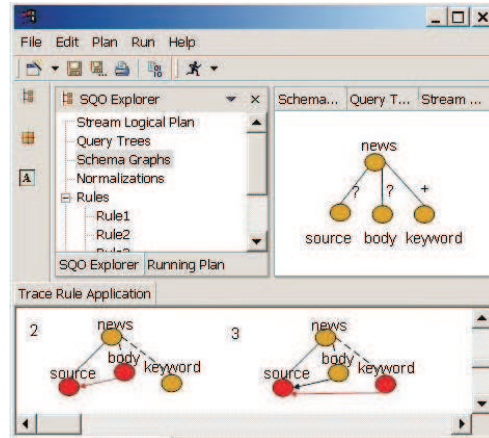 File Edit Plan Run Help
SQO Explorer
Schema... Query T... Stream ...
Stream Logical Plan
Query Trees
Schema Graphs
Normalizations
Rules
Rule1
Rule2
news
? ? +
source body keyword
SQO Explorer Running Plan
Trace Rule Application
2 news
body
source keyword
3 news
body
source keyword